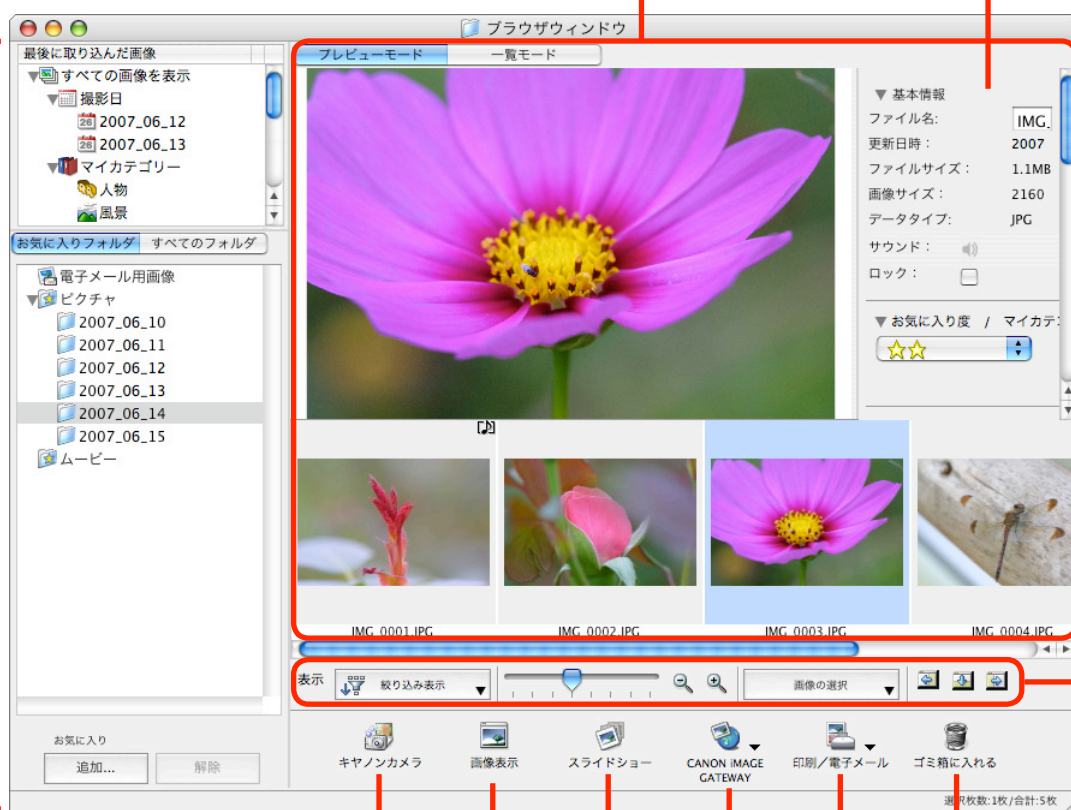 ブラウザウィンドウ
最後に取り込んだ画像
すべての画像を表示
撮影日
2007_06_12
2007_06_13
マイカテゴリー
人物
風景
お気に入りフォルダ すべてのフォルダ
電子メール用画像
ピクチャ
2007_06_10
2007_06_11
2007_06_12
2007_06_13
2007_06_14
2007_06_15
ムービー
お気に入り
追加... 解除
プレビューモード 一覧モード
基本情報
ファイル名: IMG_
更新日時： 2007
ファイルサイズ： 1.1MB
画像サイズ： 2160
データタイプ: JPG
サウンド：
ロック：
お気に入り度 / マイカテ
IMG_0001.JPG IMG_0002.JPG IMG_0003.JPG IMG_0004.JPG
表示 絞り込み表示 画像の選択
キヤノンカメラ 画像表示 スライドショー CANON iMAGE GATEWAY 印刷／電子メール ゴミ箱に入れる
選択枚数:1枚/合計:5枚